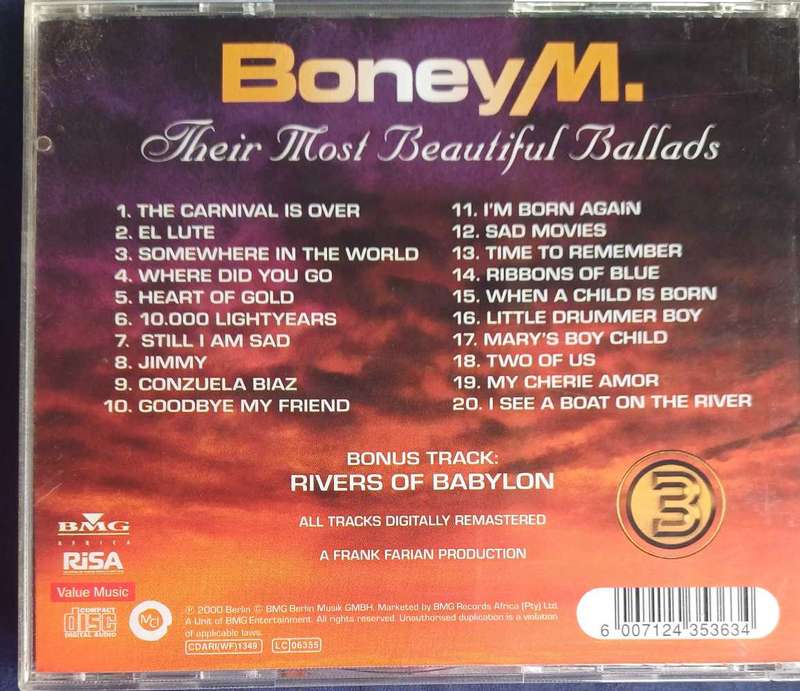 Boney M.
Their Most Beautiful Ballads
1. THE CARNIVAL IS OVER
2. EL LUTE
3. SOMEWHERE IN THE WORLD
4. WHERE DID YOU GO
5. HEART OF GOLD
6. 10.000 LIGHTYEARS
7. STILL I AM SAD
8. JIMMY
9. CONZUELA BIAZ
10. GOODBYE MY FRIEND
11. I'M BORN AGAIN
12. SAD MOVIES
13. TIME TO REMEMBER
14. RIBBONS OF BLUE
15. WHEN A CHILD IS BORN
16. LITTLE DRUMMER BOY
17. MARY'S BOY CHILD
18. TWO OF US
19. MY CHERIE AMOR
20. I SEE A BOAT ON THE RIVER
BONUS TRACK:
RIVERS OF BABYLON
ALL TRACKS DIGITALLY REMASTERED
A FRANK FARIAN PRODUCTION
3
BMG
AFRICA
RiSA
Value Music
COMPACT
disc
DIGITAL AUDIO
MCI
℗ 2000 Berlin © BMG Berlin Musik GMBH. Marketed by BMG Records Africa (Pty) Ltd
A Unit of BMG Entertainment. All rights reserved. Unauthorised duplication is a violation
of applicable laws.
CDARI(WF)1349 LC 06355
6 007124 353634